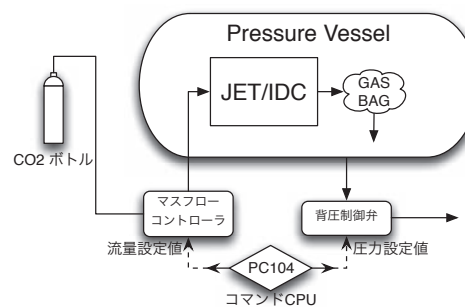 Pressure Vessel
JET/IDC
GAS
BAG
CO2 ボトル
マスフロー
コントローラ
背圧制御弁
流量設定値
PC104
圧力設定値
コマンドCPU